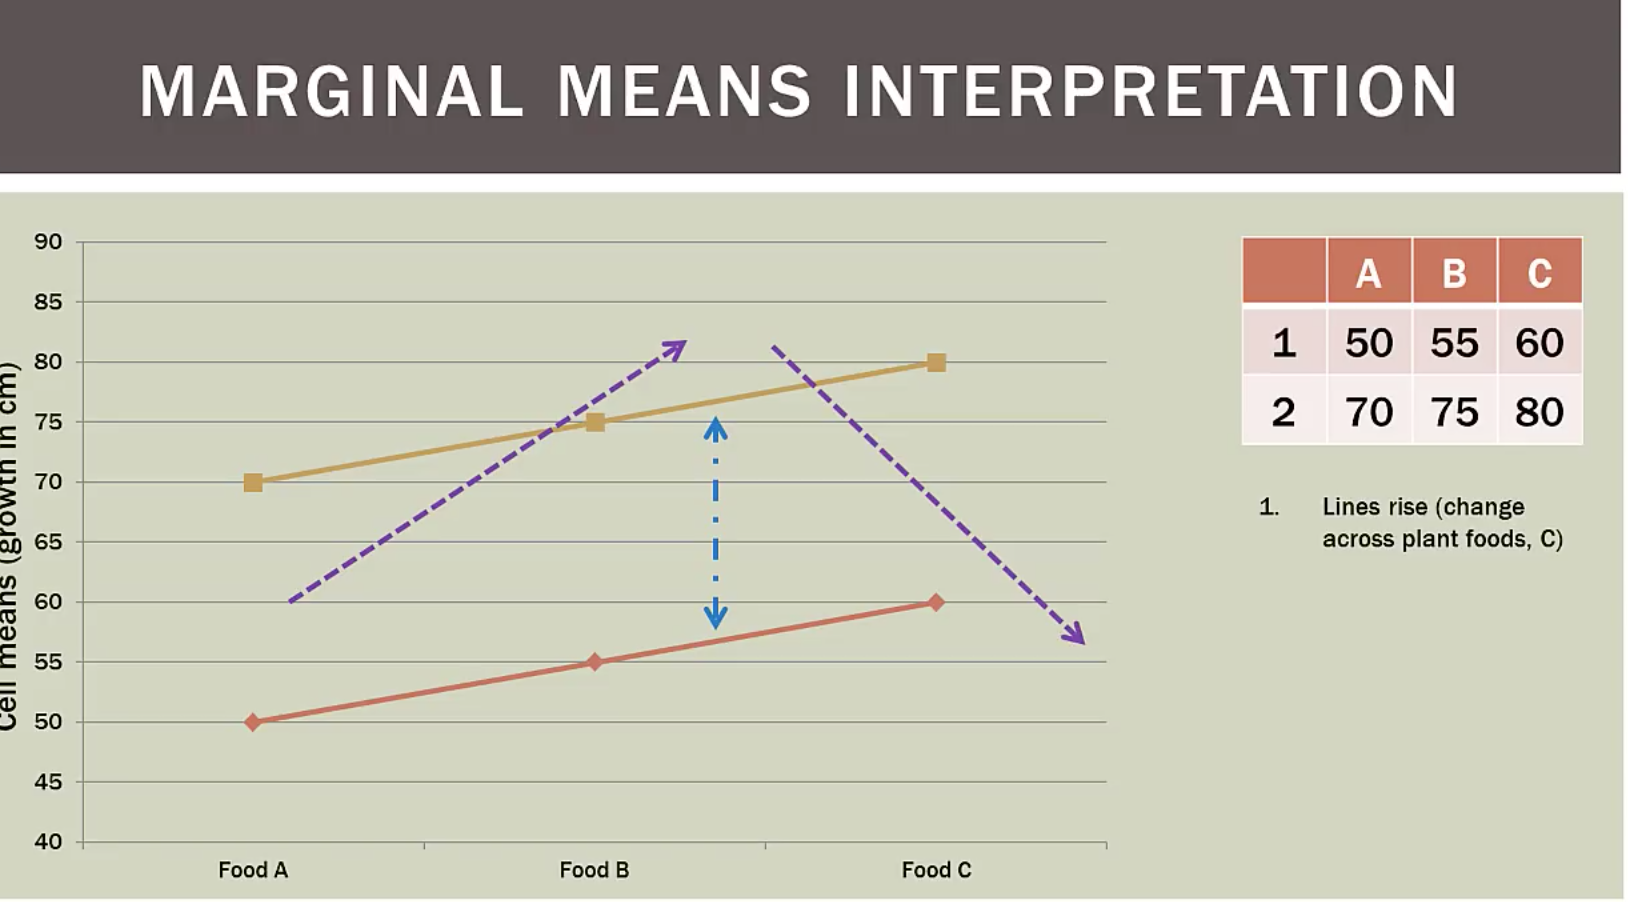 MARGINAL MEANS INTERPRETATION
Cell means (growth in cm)
90
85
80
75
70
65
60
55
50
45
40
Food A Food B Food C
A B C
1 50 55 60
2 70 75 80
1. Lines rise (change
across plant foods, C)